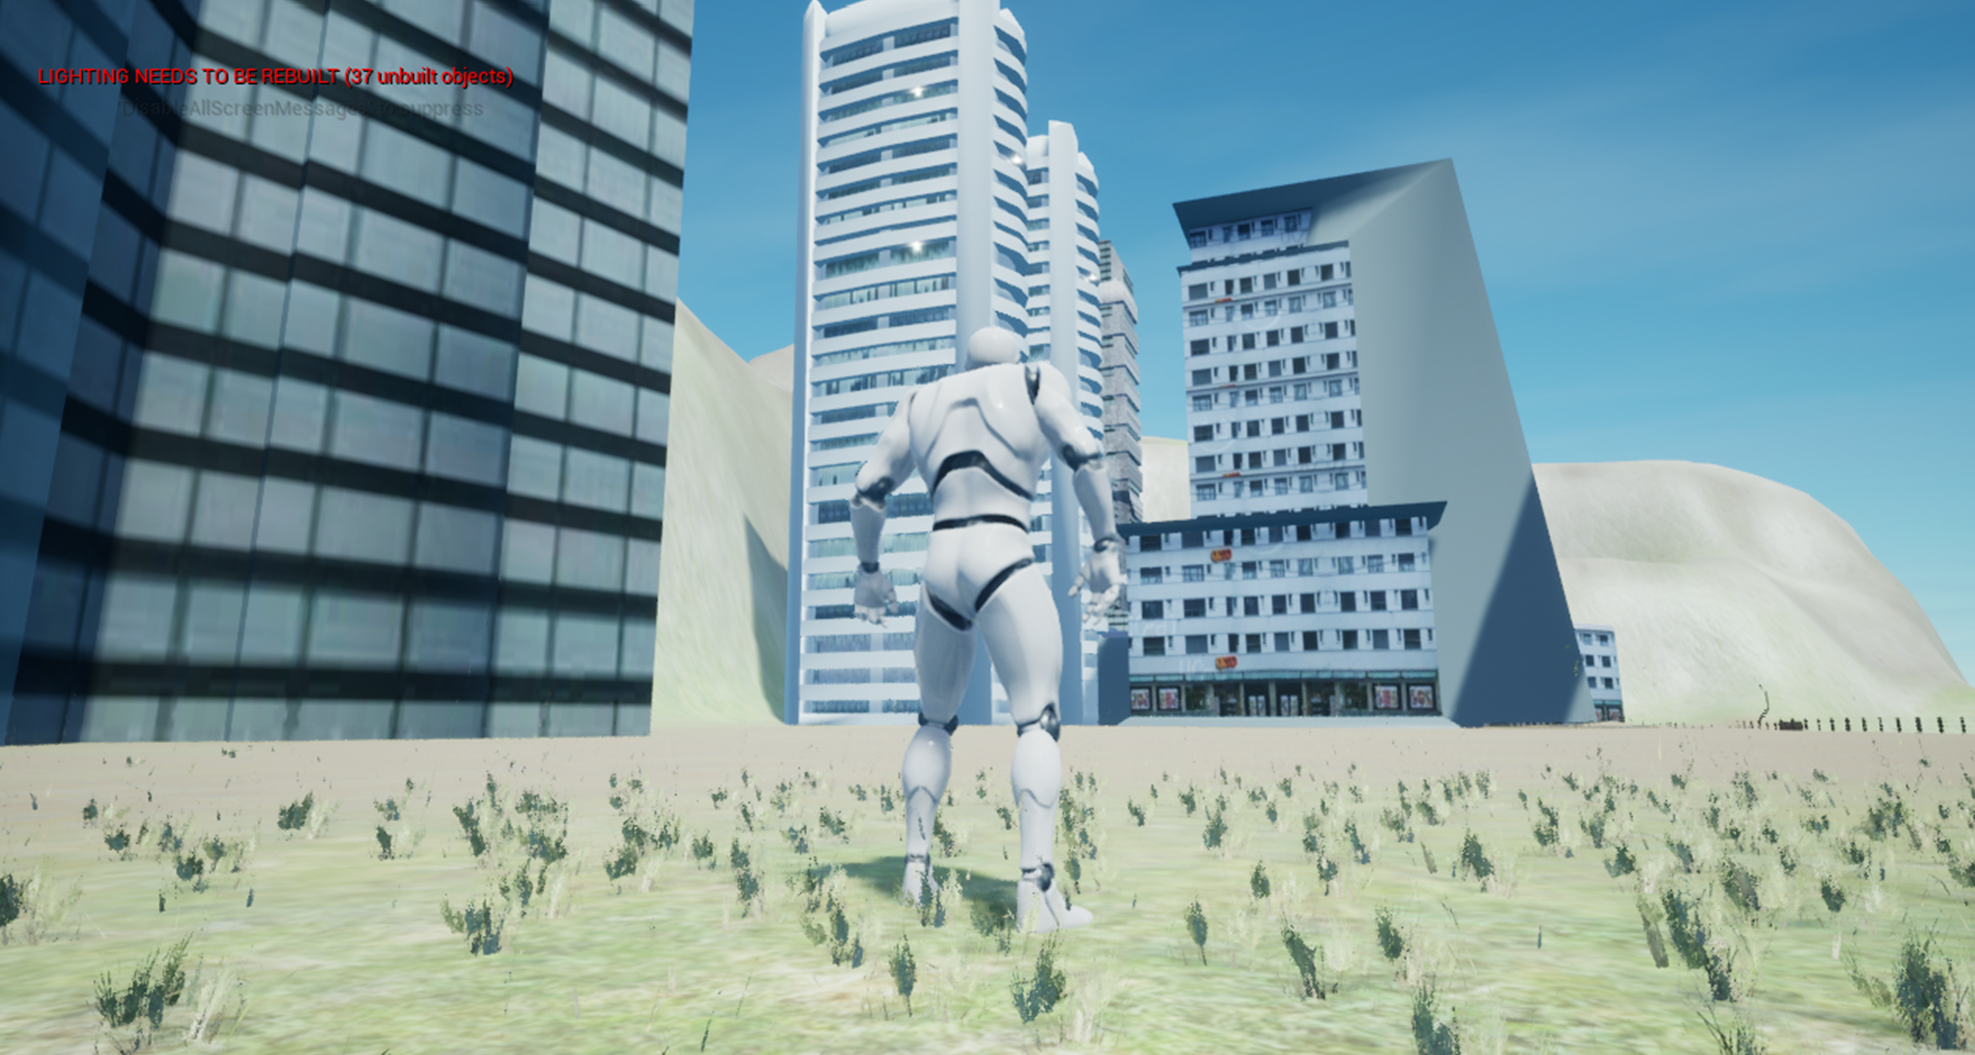 LIGHTING NEEDS TO BE REBUILT (37 unbuilt objects)
'DisableAllScreenMessages' to suppress